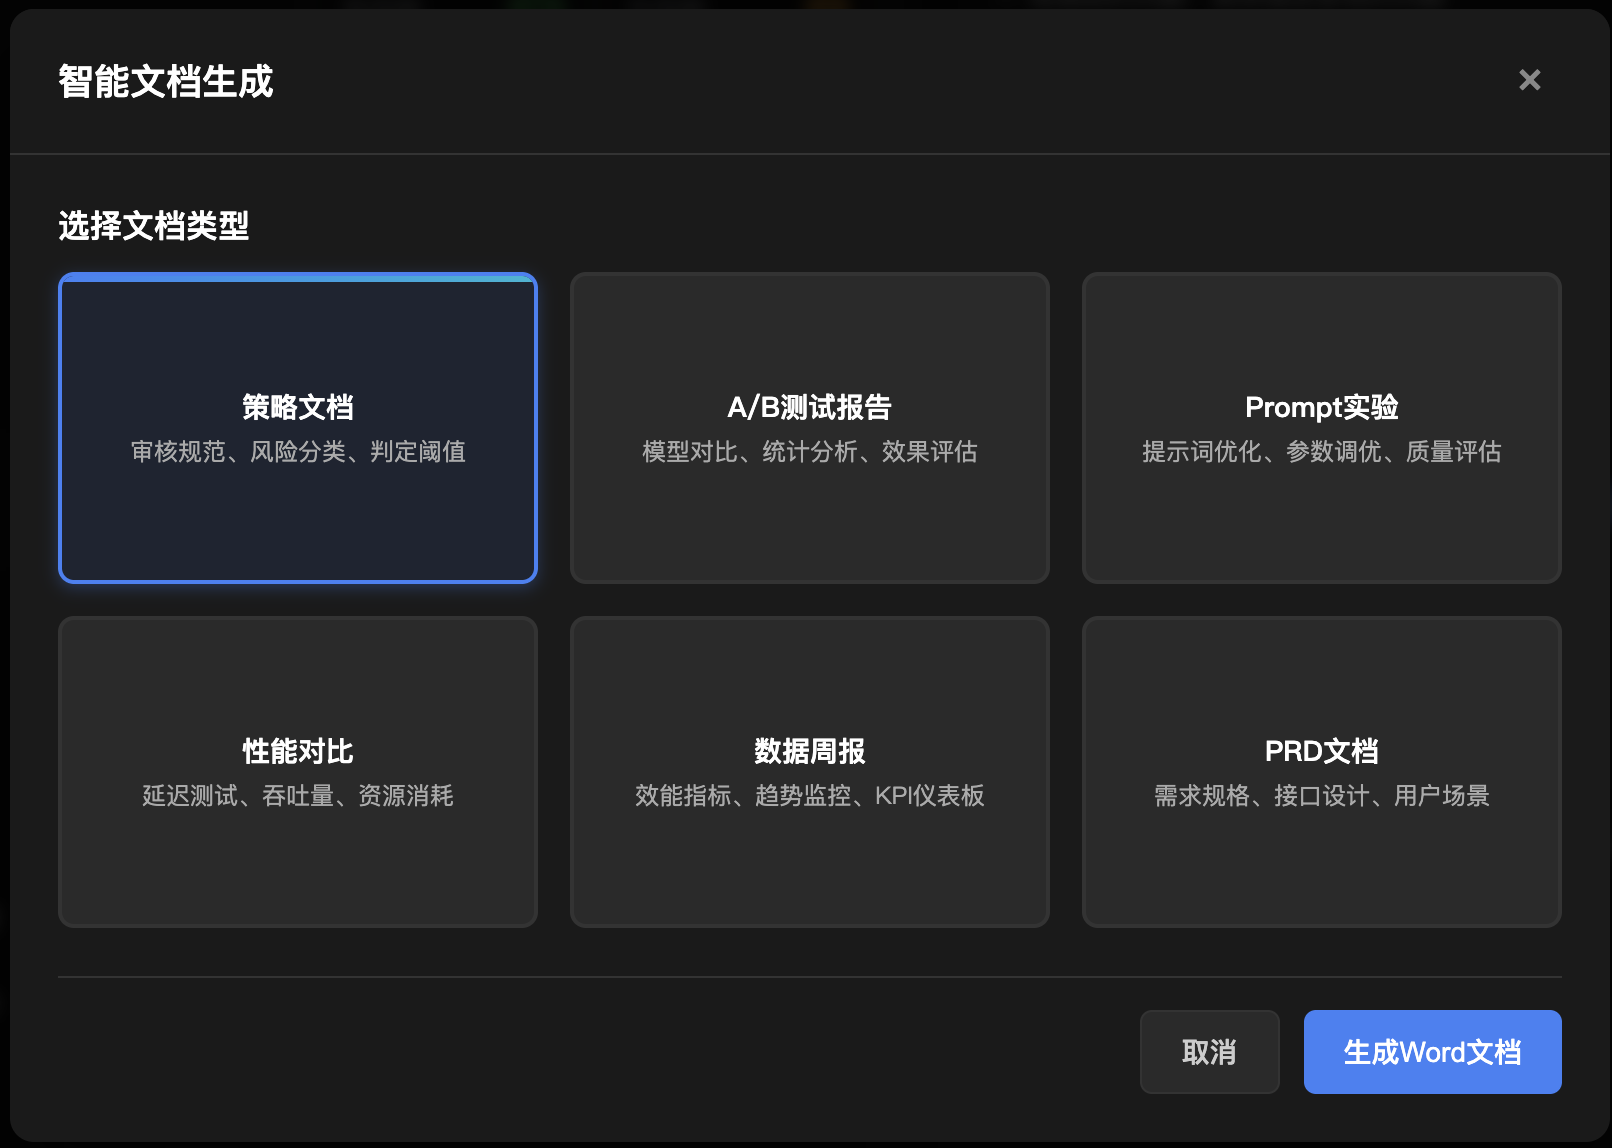 智能文档生成
×
选择文档类型
策略文档
审核规范、风险分类、判定阈值
A/B测试报告
模型对比、统计分析、效果评估
Prompt实验
提示词优化、参数调优、质量评估
性能对比
延迟测试、吞吐量、资源消耗
数据周报
效能指标、趋势监控、KPI仪表板
PRD文档
需求规格、接口设计、用户场景
取消
生成Word文档